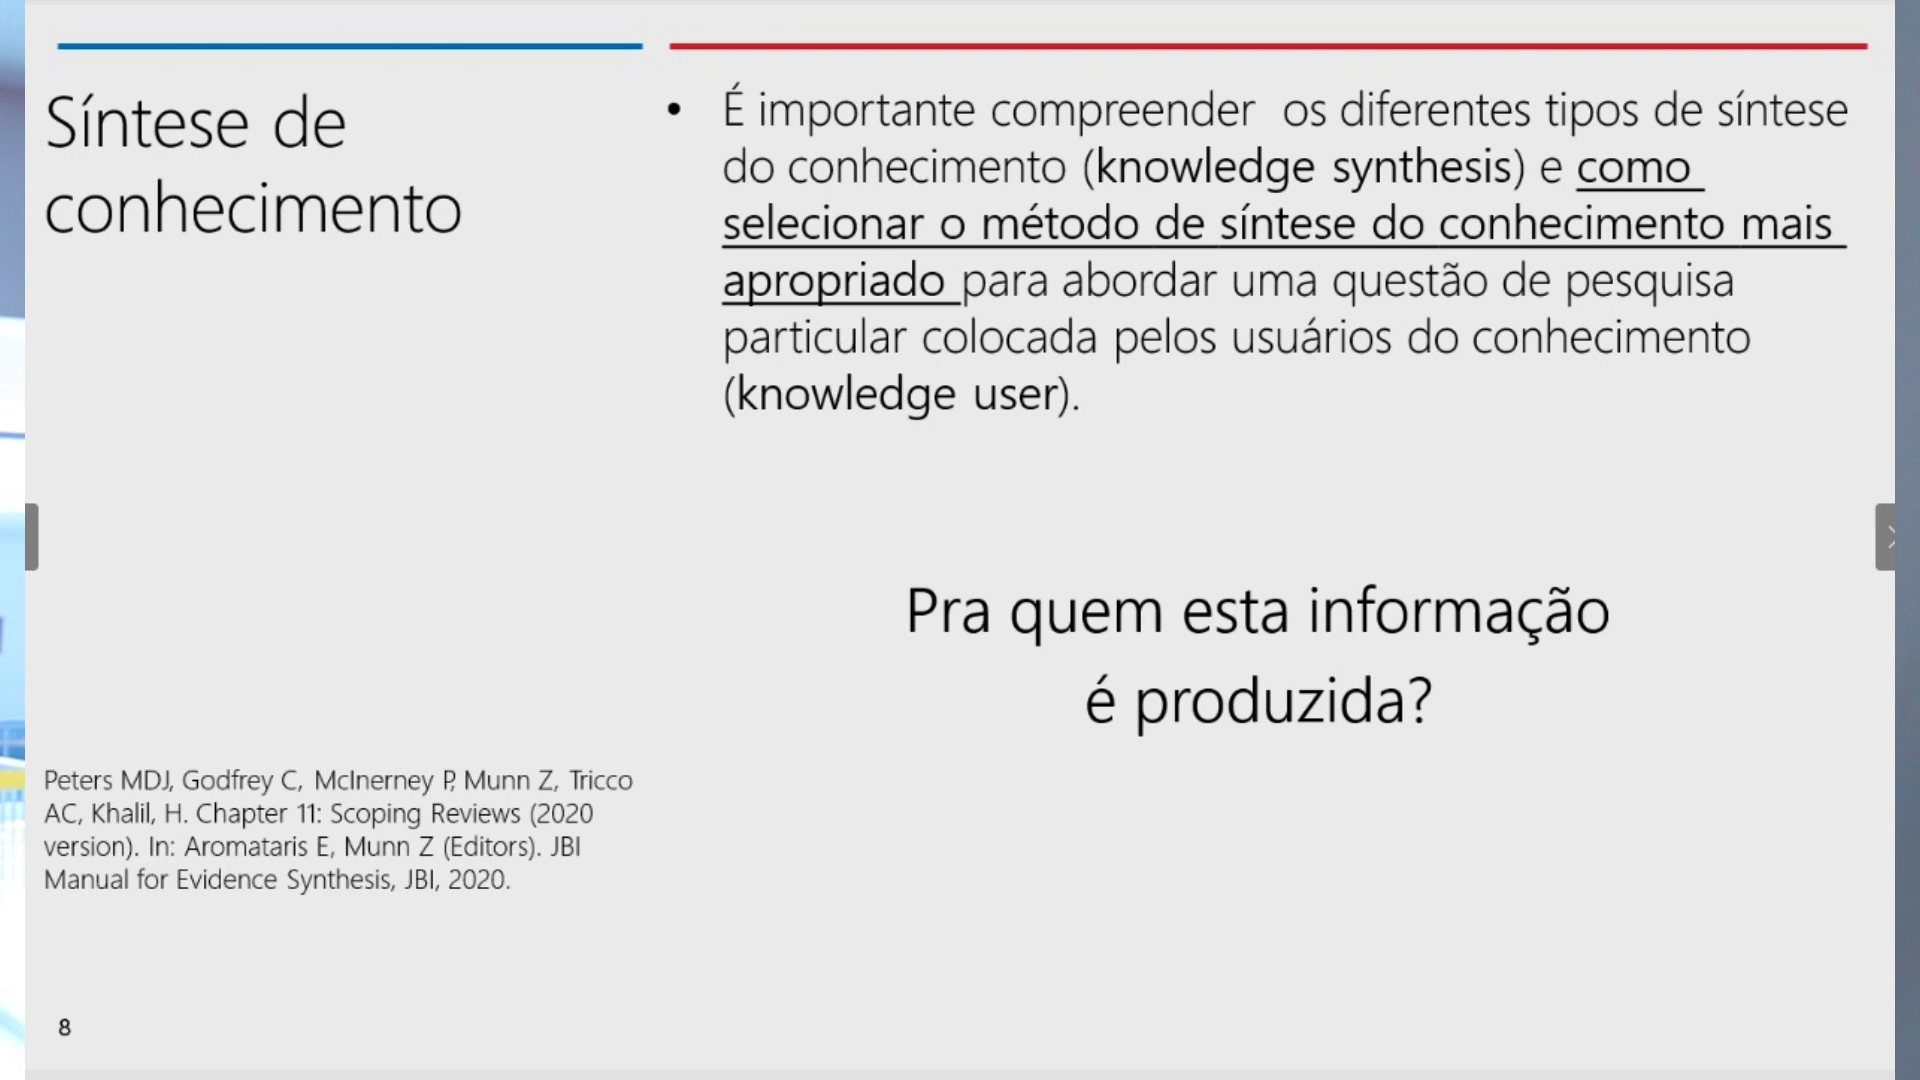 Síntese de
conhecimento
• É importante compreender  os diferentes tipos de síntese
do conhecimento (knowledge synthesis) e como
selecionar o método de síntese do conhecimento mais
apropriado para abordar uma questão de pesquisa
particular colocada pelos usuários do conhecimento
(knowledge user).
Pra quem esta informação
é produzida?
Peters MDJ, Godfrey C, McInerney P, Munn Z, Tricco
AC, Khalil, H. Chapter 11: Scoping Reviews (2020
version). In: Aromataris E, Munn Z (Editors). JBI
Manual for Evidence Synthesis, JBI, 2020.
8